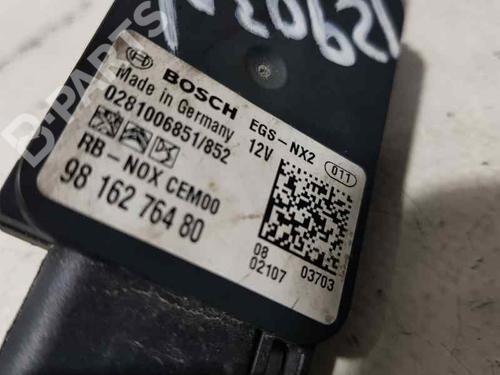 BOSCH
Made in Germany
EGS-NX2
011
0281006851/852
12V
RB-NOX CEM00
98 162 764 80
08
02107 03703
B-PARTS